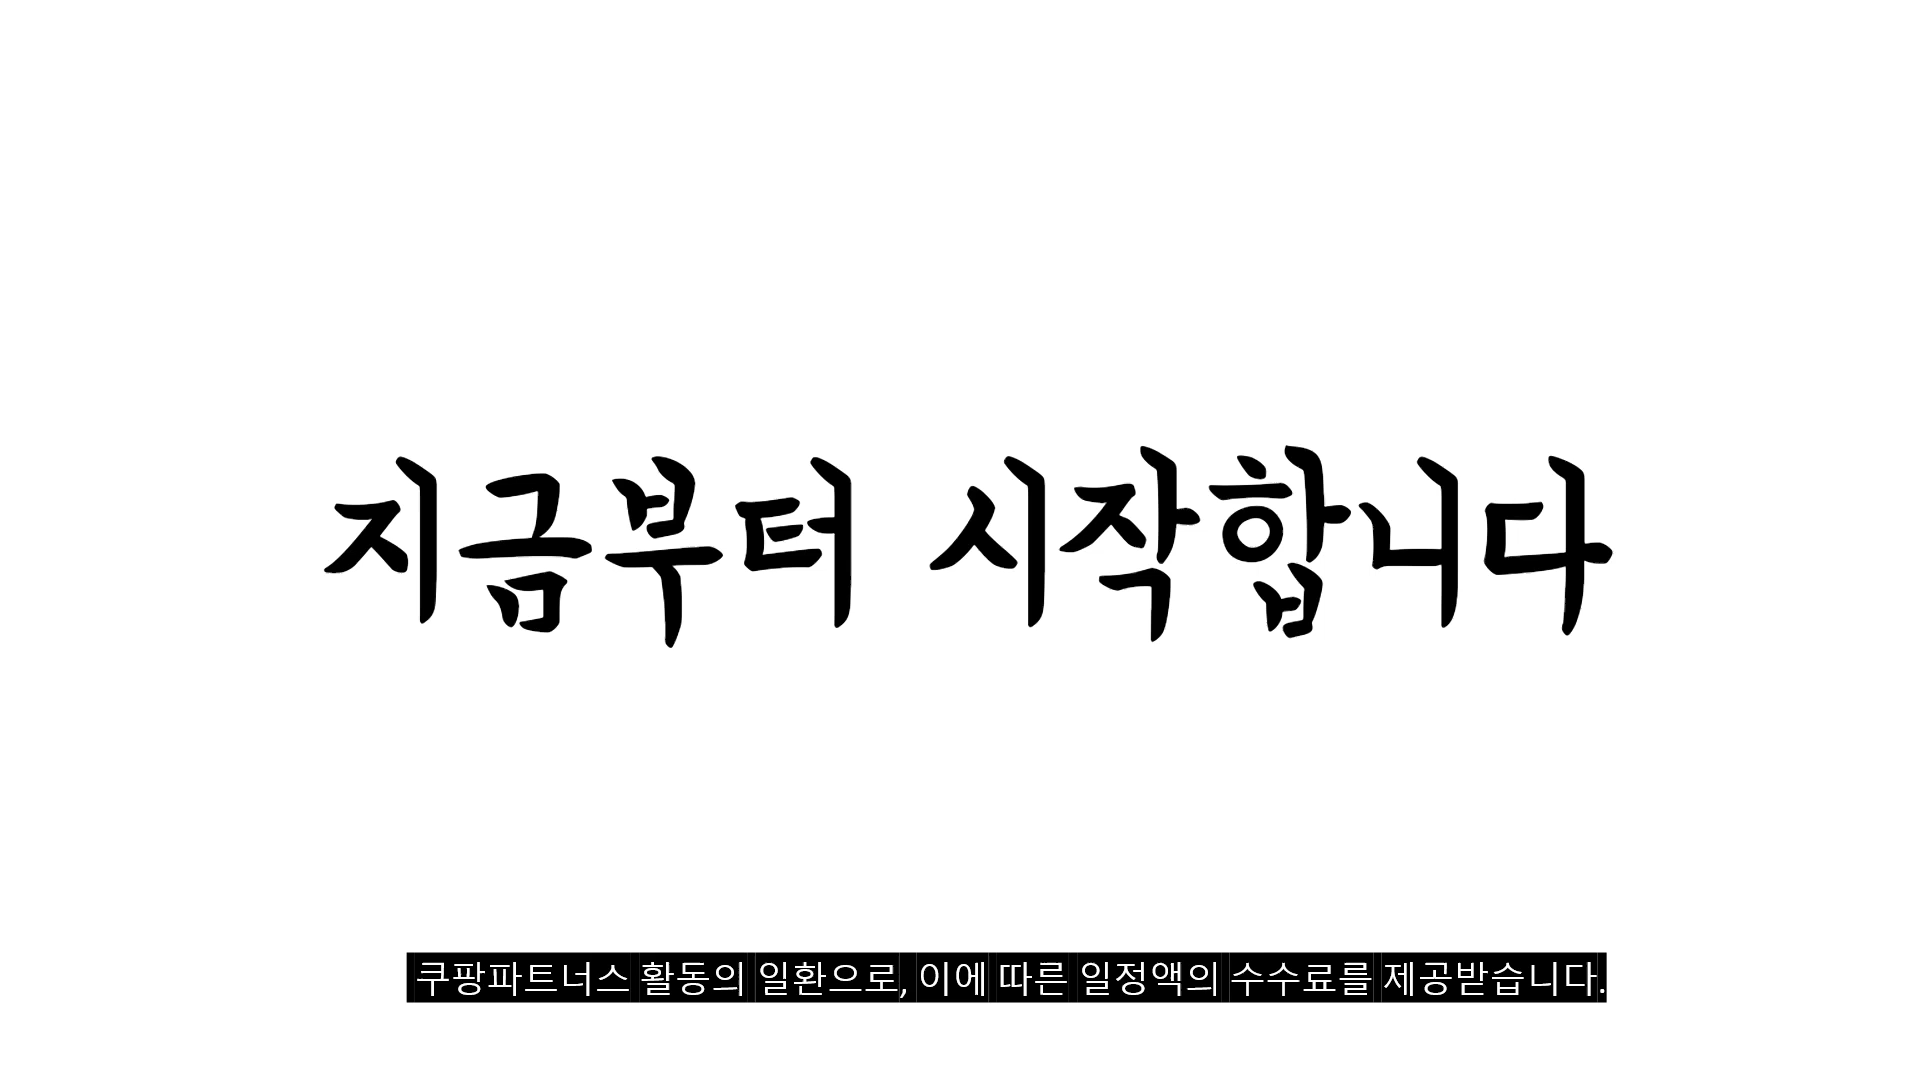 지금부터 시작합니다
쿠팡파트너스 활동의 일환으로, 이에 따른 일정액의 수수료를 제공받습니다.